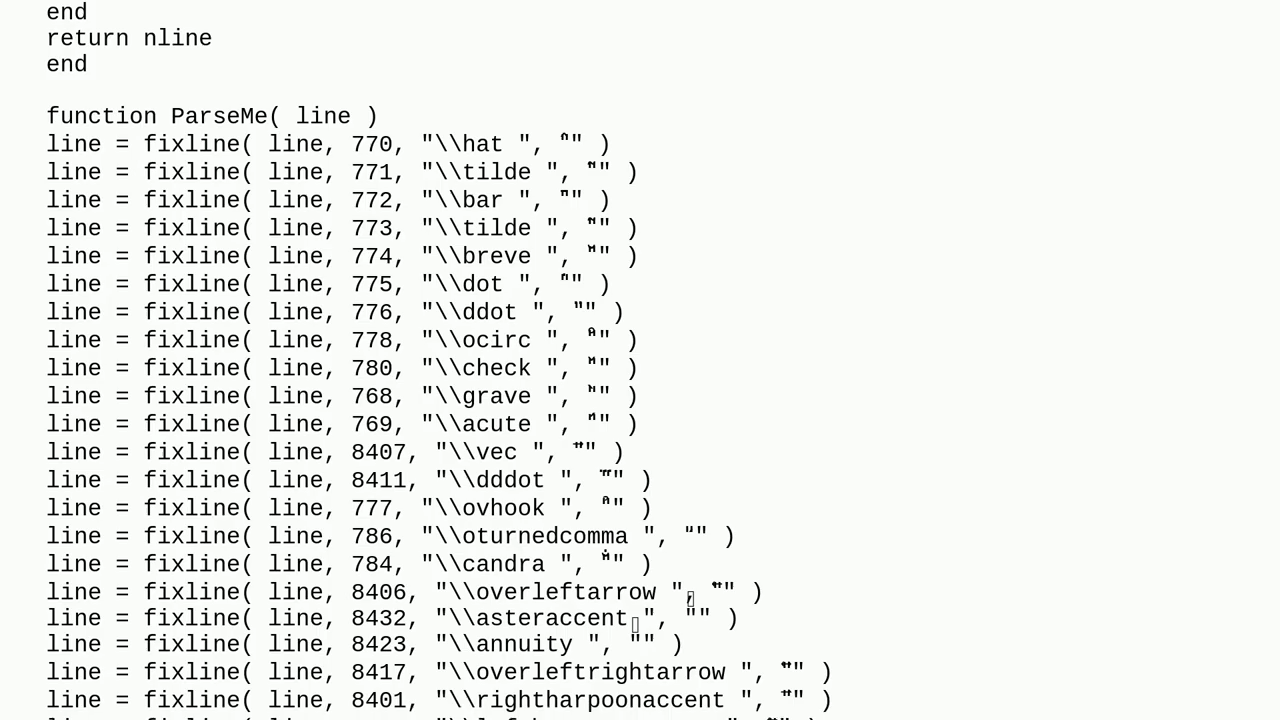 end
return nline
end
function ParseMe( line )
line = fixline( line, 770, "\\hat ", "̂" )
line = fixline( line, 771, "\\tilde ", "̃" )
line = fixline( line, 772, "\\bar ", "̄" )
line = fixline( line, 773, "\\tilde ", "̅" )
line = fixline( line, 774, "\\breve ", "̆" )
line = fixline( line, 775, "\\dot ", "̇" )
line = fixline( line, 776, "\\ddot ", "̈" )
line = fixline( line, 778, "\\ocirc ", "̊" )
line = fixline( line, 780, "\\check ", "̌" )
line = fixline( line, 768, "\\grave ", "̀" )
line = fixline( line, 769, "\\acute ", "́" )
line = fixline( line, 8407, "\\vec ", "⃗" )
line = fixline( line, 8411, "\\dddot ", "⃛" )
line = fixline( line, 777, "\\ovhook ", "̉" )
line = fixline( line, 786, "\\oturnedcomma ", "̒" )
line = fixline( line, 784, "\\candra ", "̐" )
line = fixline( line, 8406, "\\overleftarrow ", "⃖" )
line = fixline( line, 8432, "\\asteraccent ", "⃰" )
line = fixline( line, 8423, "\\annuity ", "⃧" )
line = fixline( line, 8417, "\\overleftrightarrow ", "⃡" )
line = fixline( line, 8401, "\\rightharpoonaccent ", "⃑" )